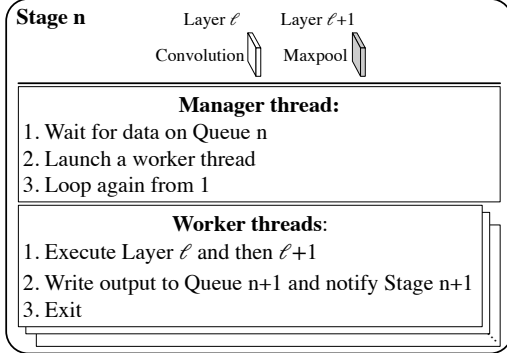 Stage n
Layer ℓ Layer ℓ+1
Convolution Maxpool
Manager thread:
1. Wait for data on Queue n
2. Launch a worker thread
3. Loop again from 1
Worker threads:
1. Execute Layer ℓ and then ℓ+1
2. Write output to Queue n+1 and notify Stage n+1
3. Exit